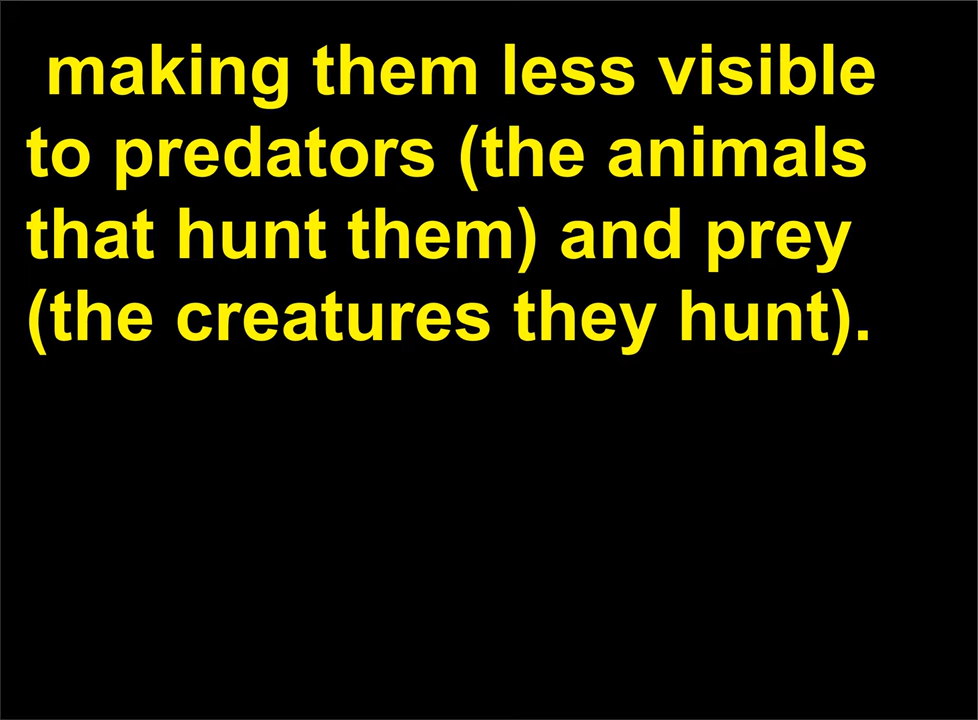 making them less visible
to predators (the animals
that hunt them) and prey
(the creatures they hunt).